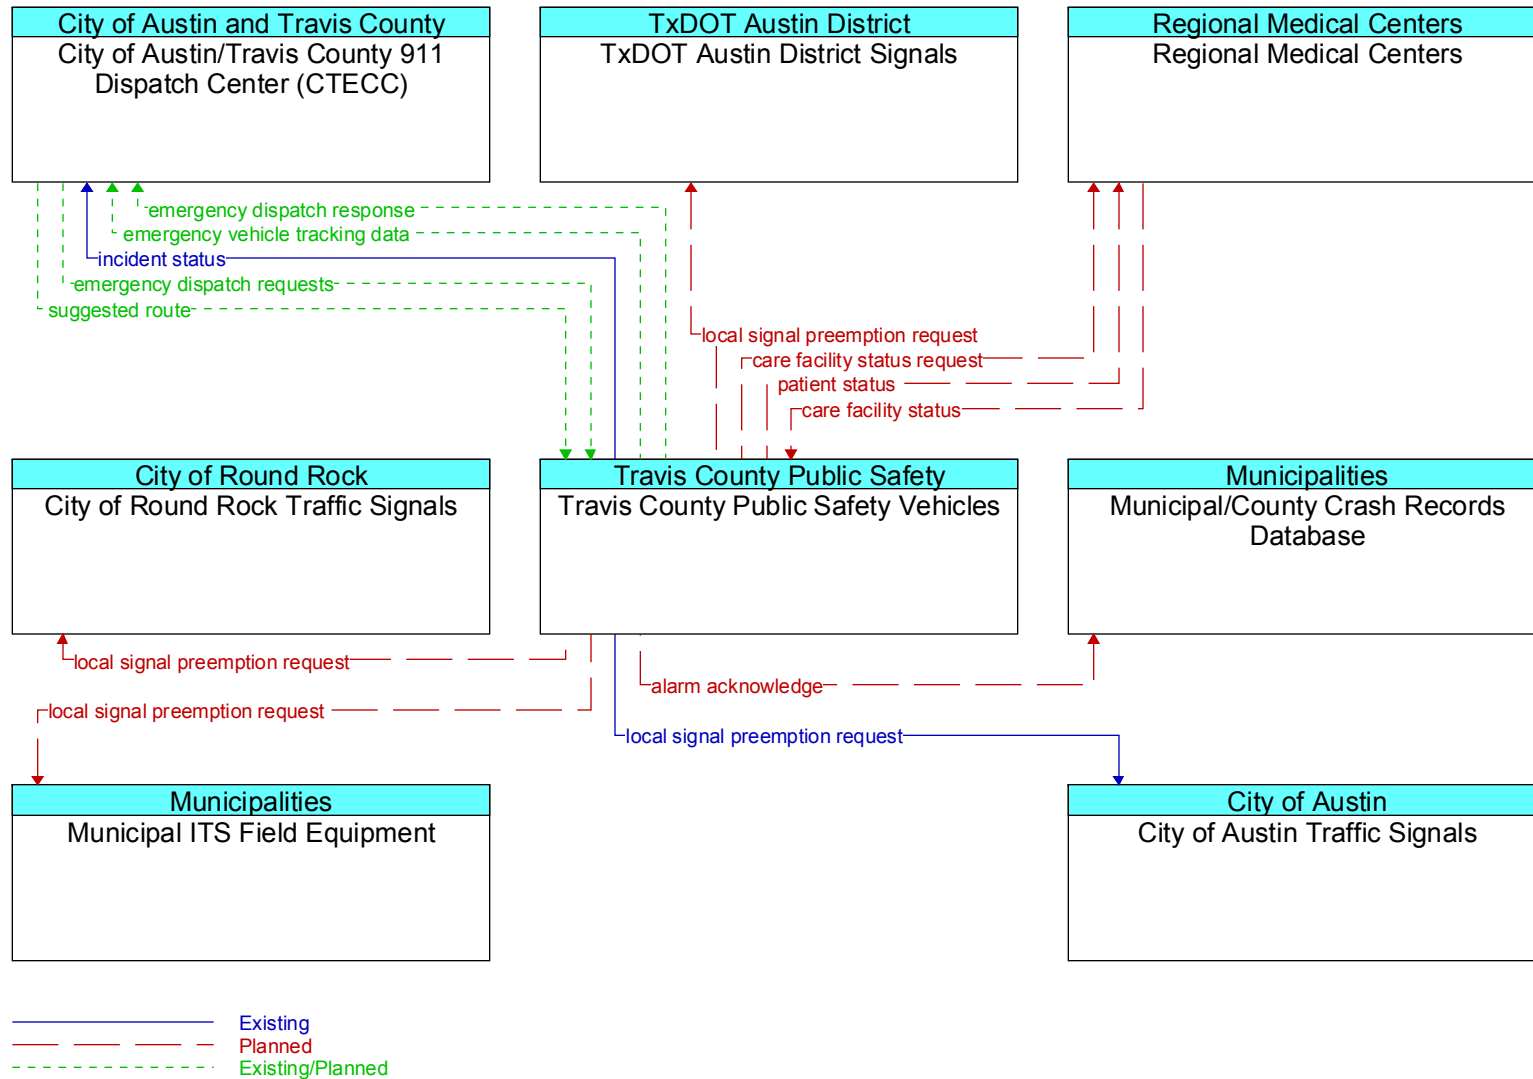 City of Austin and Travis County
City of Austin/Travis County 911
Dispatch Center (CTECC)
TxDOT Austin District
TxDOT Austin District Signals
Regional Medical Centers
Regional Medical Centers
emergency dispatch response
emergency vehicle tracking data
incident status
emergency dispatch requests
suggested route
local signal preemption request
care facility status request
patient status
care facility status
City of Round Rock
City of Round Rock Traffic Signals
Travis County Public Safety
Travis County Public Safety Vehicles
Municipalities
Municipal/County Crash Records
Database
local signal preemption request
alarm acknowledge
local signal preemption request
local signal preemption request
Municipalities
Municipal ITS Field Equipment
City of Austin
City of Austin Traffic Signals
Existing
Planned
Existing/Planned